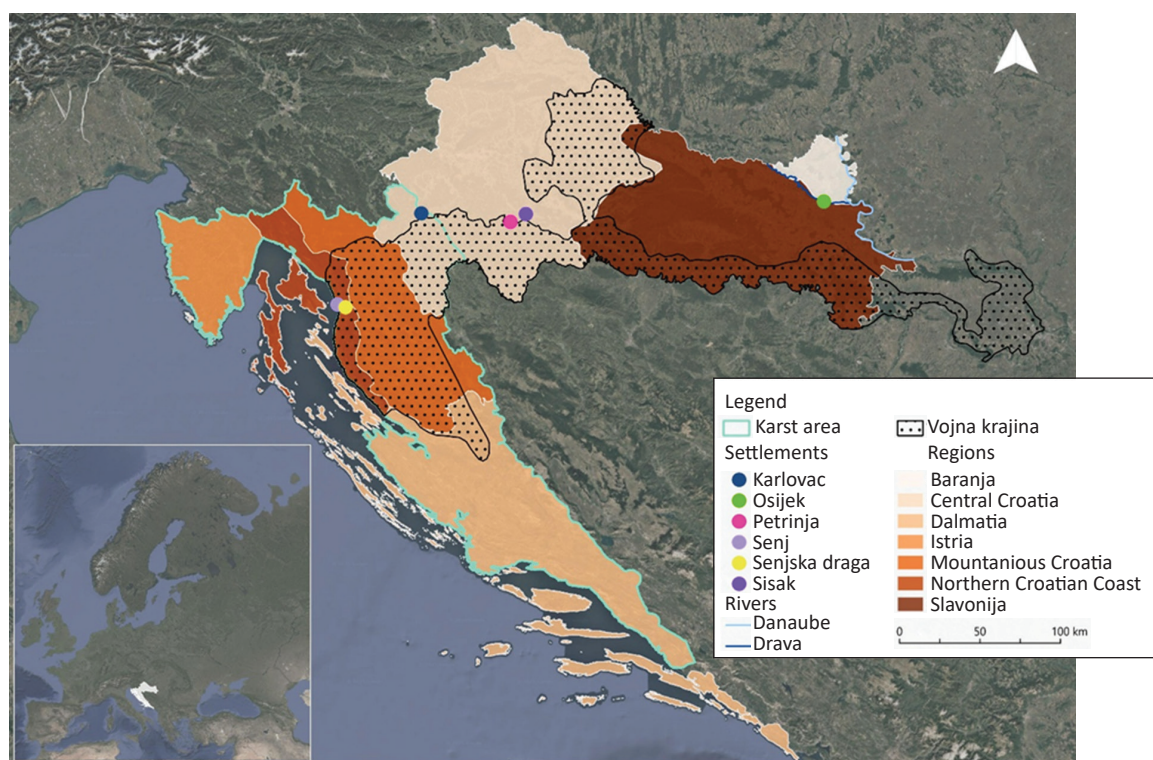 Legend
Karst area
Vojna krajina
Settlements
Karlovac
Osijek
Petrinja
Senj
Senjska draga
Sisak
Rivers
Danaube
Drava
Regions
Baranja
Central Croatia
Dalmatia
Istria
Mountanious Croatia
Northern Croatian Coast
Slavonija
0 50 100 km